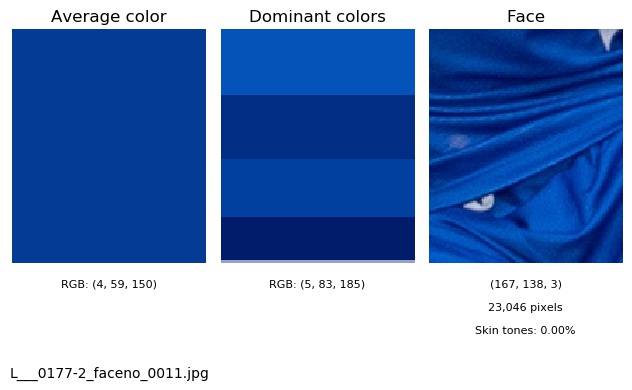 Average color
Dominant colors
Face
RGB: (4, 59, 150)
RGB: (5, 83, 185)
(167, 138, 3)
23,046 pixels
Skin tones: 0.00%
L___0177-2_faceno_0011.jpg